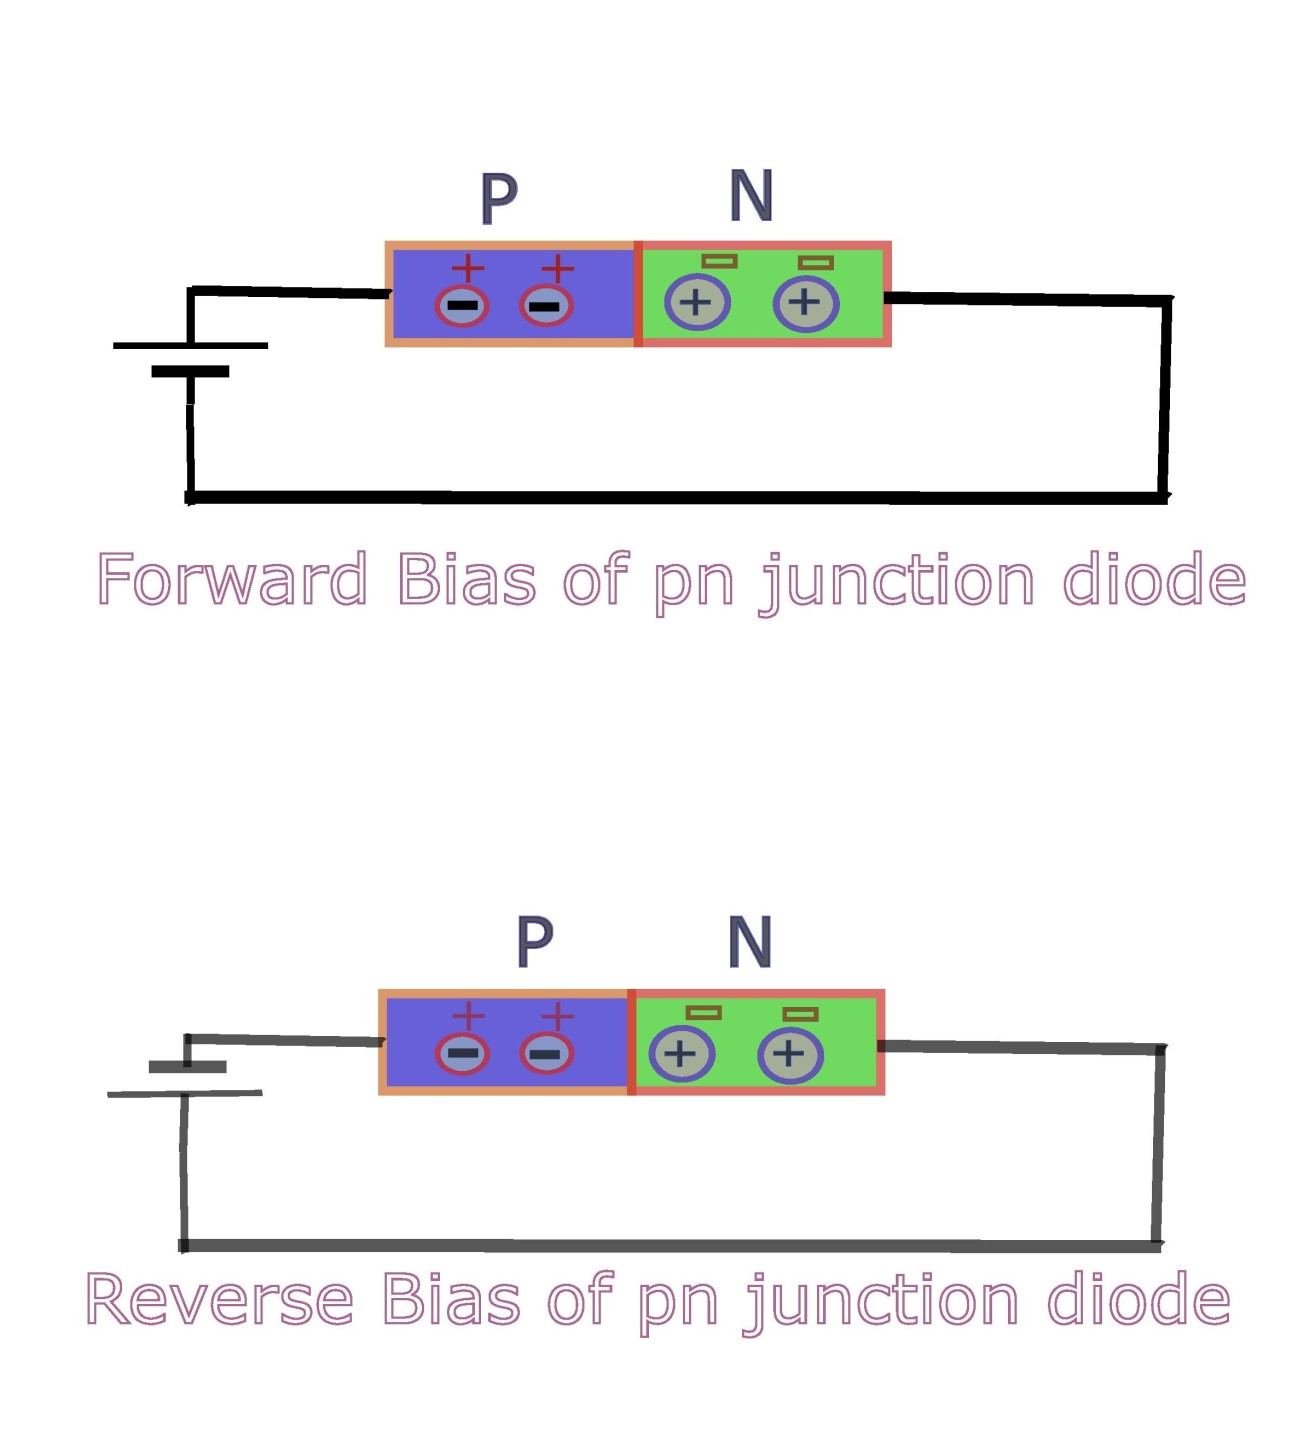 P N
+ + - -
- - + +
Forward Bias of pn junction diode
P N
+ + - -
- - + +
Reverse Bias of pn junction diode